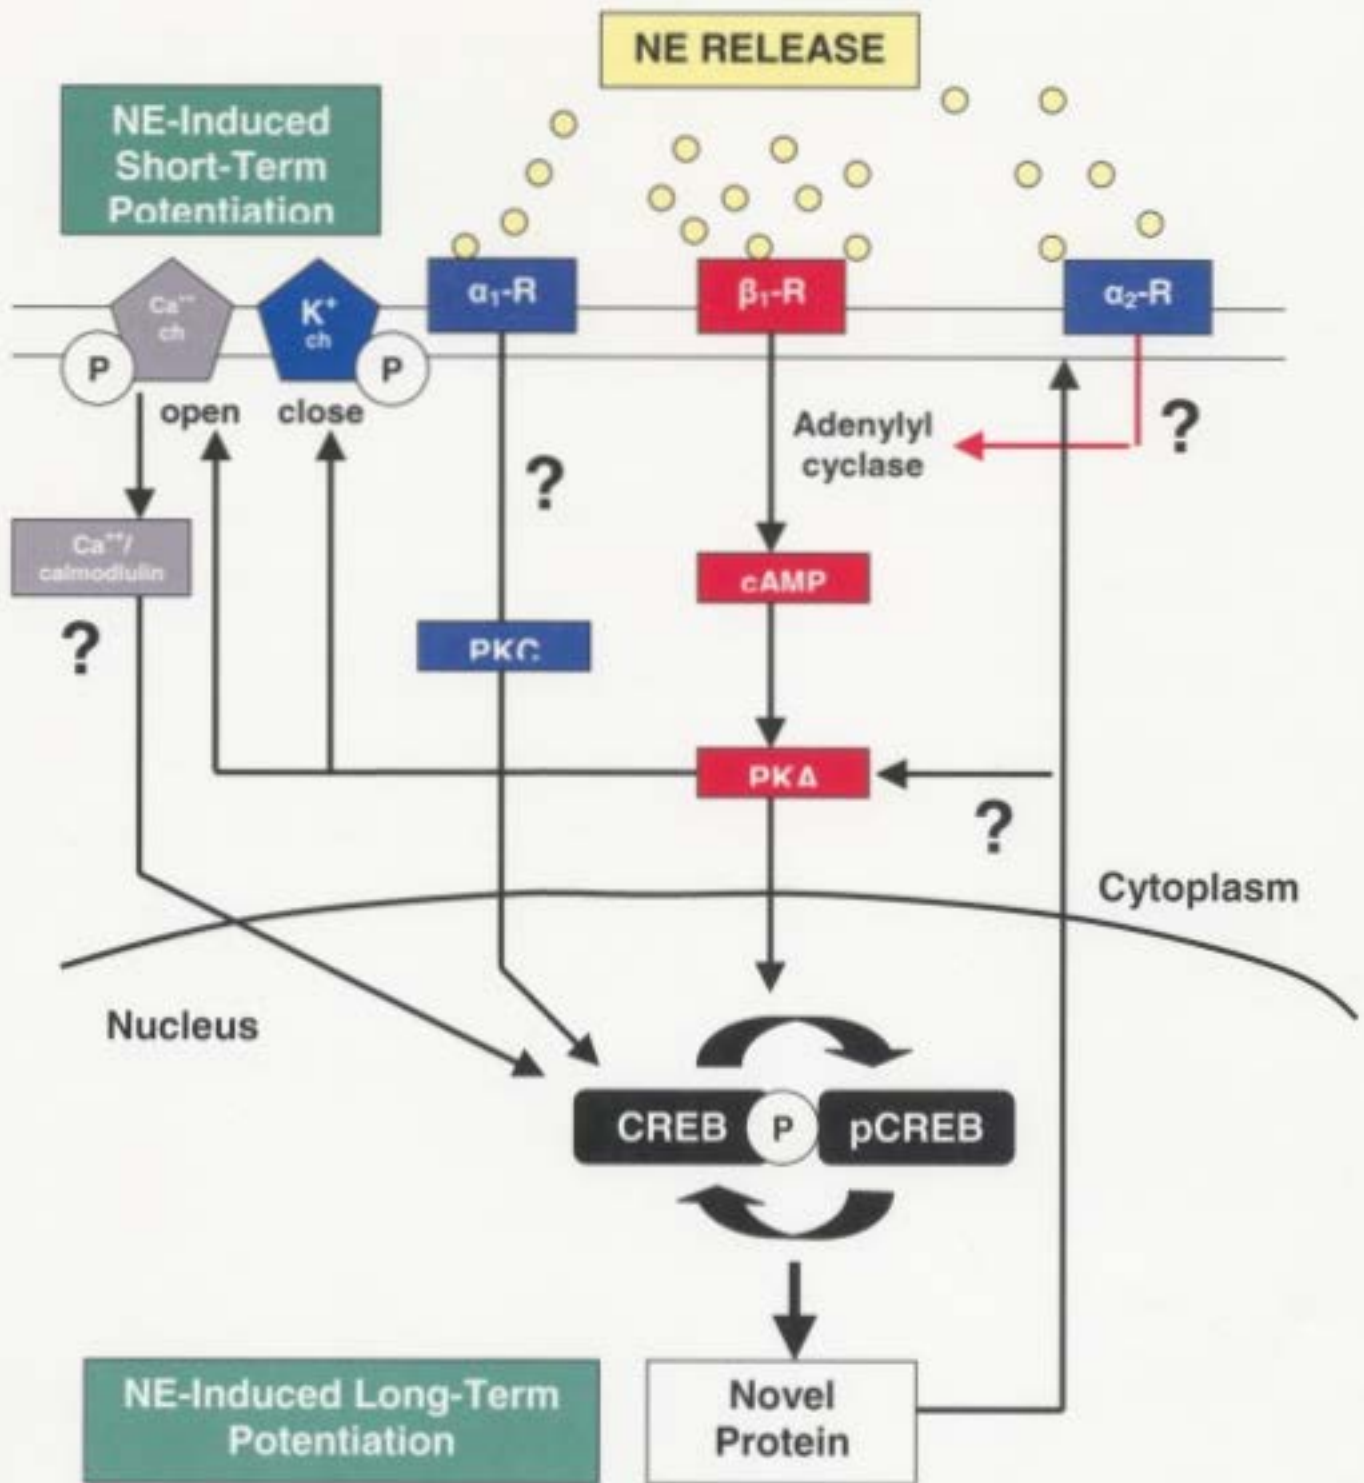 NE RELEASE
NE-Induced
Short-Term
Potentiation
Ca⁺⁺
ch
K⁺
ch
α₁-R
β₁-R
α₂-R
P
P
open
close
?
Adenylyl
cyclase
?
Ca⁺⁺/
calmodlulin
?
cAMP
PKC
PKA
?
Cytoplasm
Nucleus
CREB
P
pCREB
NE-Induced Long-Term
Potentiation
Novel
Protein